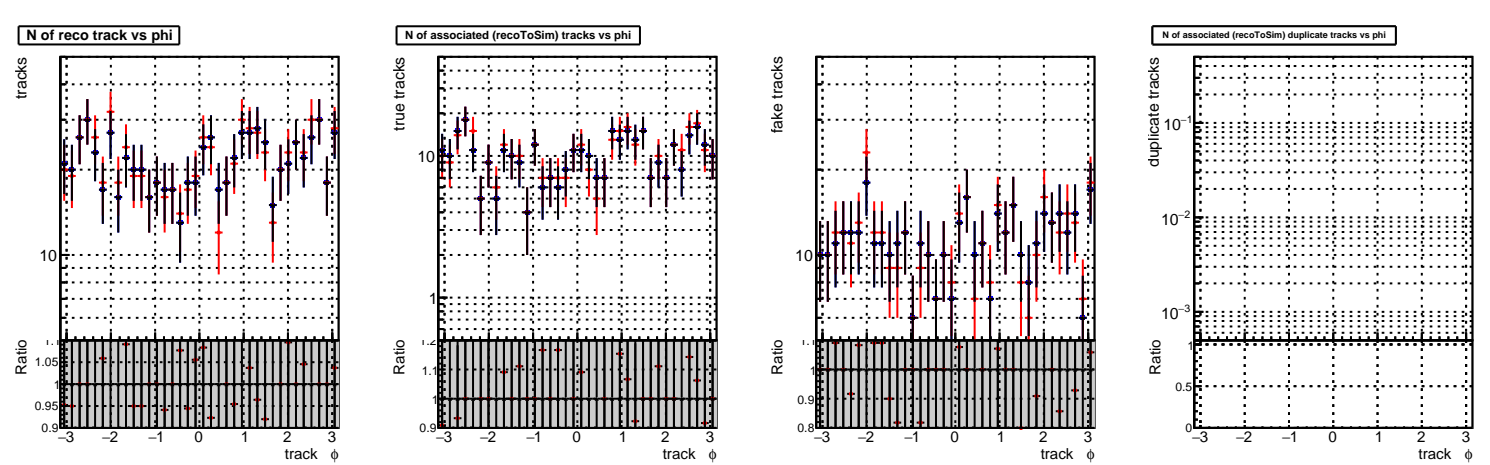 N of reco track vs phi
tracks
10
Ratio
1.05
1
0.95
0.9
−3 −2 −1 0 1 2 3
track ϕ
N of associated (recoToSim) tracks vs phi
true tracks
10
1
Ratio
1.2
1.1
1
0.9
−3 −2 −1 0 1 2 3
track ϕ
fake tracks
10
Ratio
1.1
1
0.9
0.8
−3 −2 −1 0 1 2 3
track ϕ
N of associated (recoToSim) duplicate tracks vs phi
duplicate tracks
10⁻¹
10⁻²
10⁻³
Ratio
1
0.5
0
−3 −2 −1 0 1 2 3
track ϕ